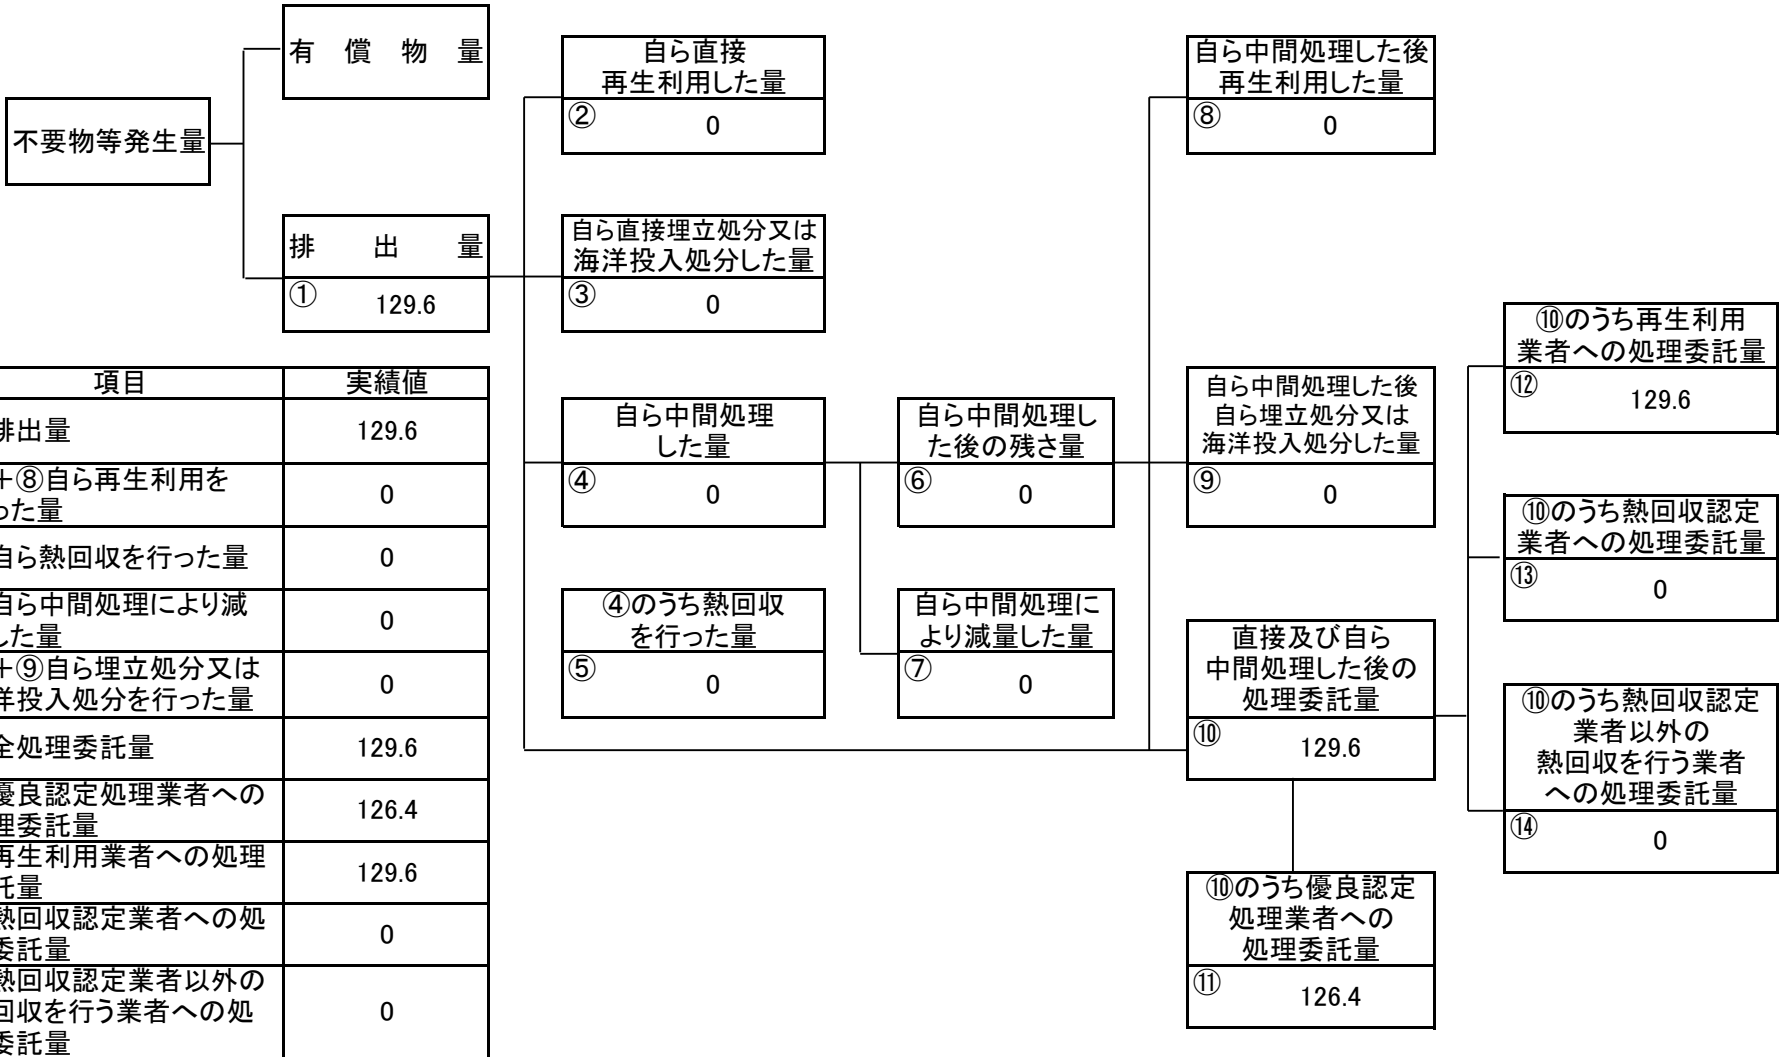 有償物量
不要物等発生量
排出量
① 129.6
自ら直接
再生利用した量
② 0
自ら直接埋立処分又は
海洋投入処分した量
③ 0
自ら中間処理
した量
④ 0
④のうち熱回収
を行った量
⑤ 0
自ら中間処理し
た後の残さ量
⑥ 0
自ら中間処理に
より減量した量
⑦ 0
自ら中間処理した後
再生利用した量
⑧ 0
自ら中間処理した後
自ら埋立処分又は
海洋投入処分した量
⑨ 0
直接及び自ら
中間処理した後の
処理委託量
⑩ 129.6
⑩のうち優良認定
処理業者への
処理委託量
⑪ 126.4
⑩のうち再生利用
業者への処理委託量
⑫ 129.6
⑩のうち熱回収認定
業者への処理委託量
⑬ 0
⑩のうち熱回収認定
業者以外の
熱回収を行う業者
への処理委託量
⑭ 0
項目 実績値
排出量 129.6
+⑧自ら再生利用を
った量 0
自ら熱回収を行った量 0
自ら中間処理により減
した量 0
+⑨自ら埋立処分又は
洋投入処分を行った量 0
全処理委託量 129.6
優良認定処理業者への
理委託量 126.4
再生利用業者への処理
託量 129.6
熱回収認定業者への処
委託量 0
熱回収認定業者以外の
回収を行う業者への処
委託量 0